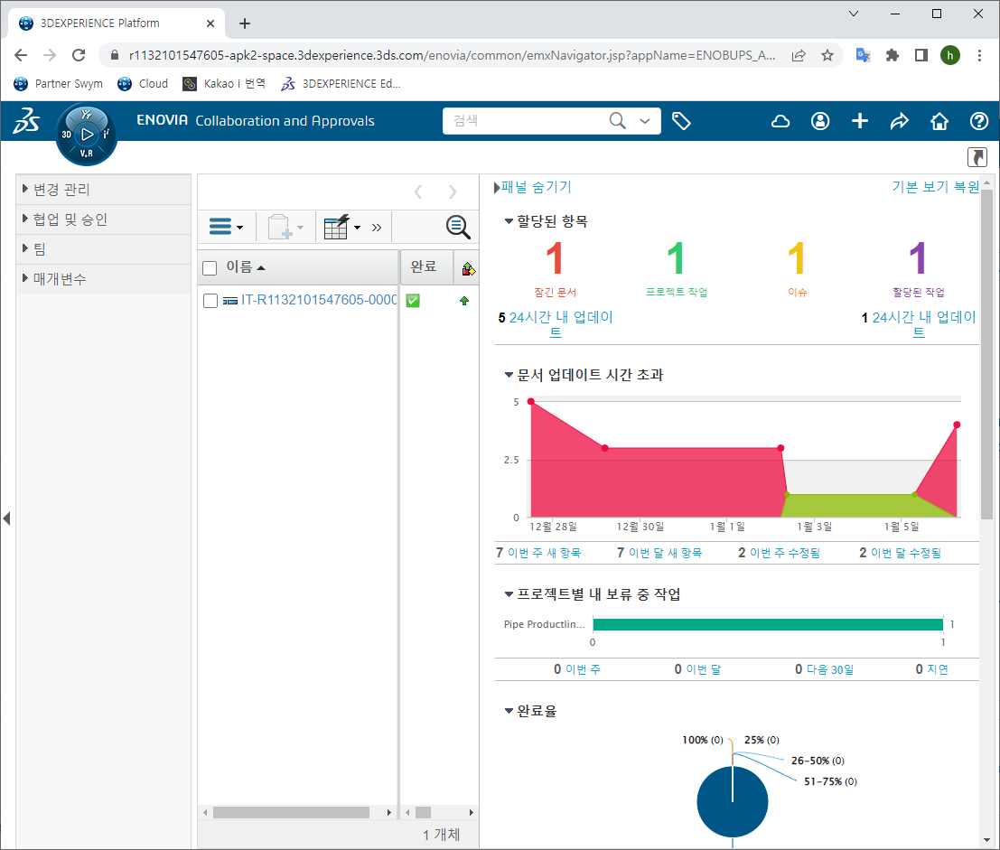 3DEXPERIENCE Platform
r1132101547605-apk2-space.3dexperience.3ds.com/enovia/common/emxNavigator.jsp?appName=ENOBUPS_A...
h
Partner Swym
Cloud
Kakao i 번역
3DEXPERIENCE Ed...
3D
V.R
ENOVIA Collaboration and Approvals
검색
변경 관리
협업 및 승인
팀
매개변수
이름
완료
IT-R1132101547605-0000
1 개체
패널 숨기기
기본 보기 복원
할당된 항목
1
1
1
1
잠긴 문서
프로젝트 작업
이슈
할당된 작업
5 24시간 내 업데이
트
1 24시간 내 업데이
트
문서 업데이트 시간 초과
5
2.5
0
12월 28일
12월 30일
1월 1일
1월 3일
1월 5일
7 이번 주 새 항목
7 이번 달 새 항목
2 이번 주 수정됨
2 이번 달 수정됨
프로젝트별 내 보류 중 작업
Pipe Productlin...
1
0
1
0 이번 주
0 이번 달
0 다음 30일
0 지연
완료율
100% (0)
25% (0)
26-50% (0)
51-75% (0)